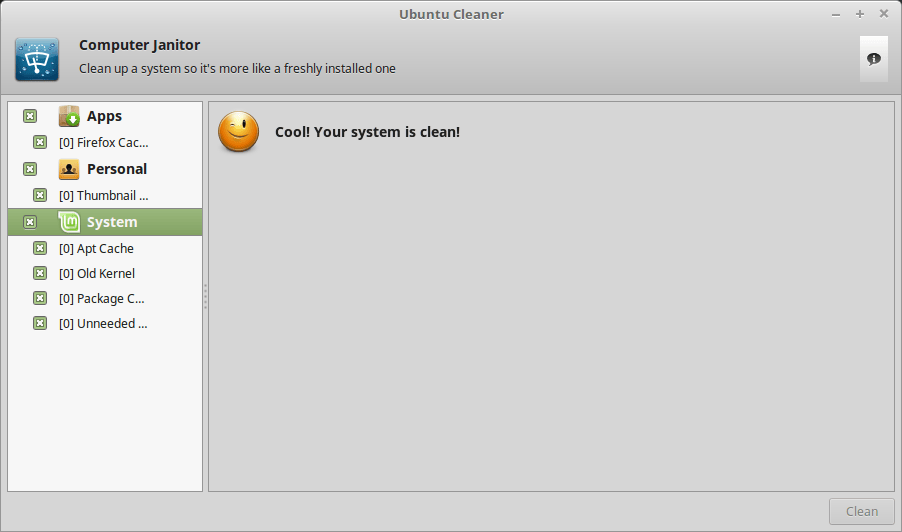 Ubuntu Cleaner
Computer Janitor
Clean up a system so it's more like a freshly installed one
Apps
[0] Firefox Cac...
Personal
[0] Thumbnail ...
System
[0] Apt Cache
[0] Old Kernel
[0] Package C...
[0] Unneeded ...
Cool! Your system is clean!
Clean